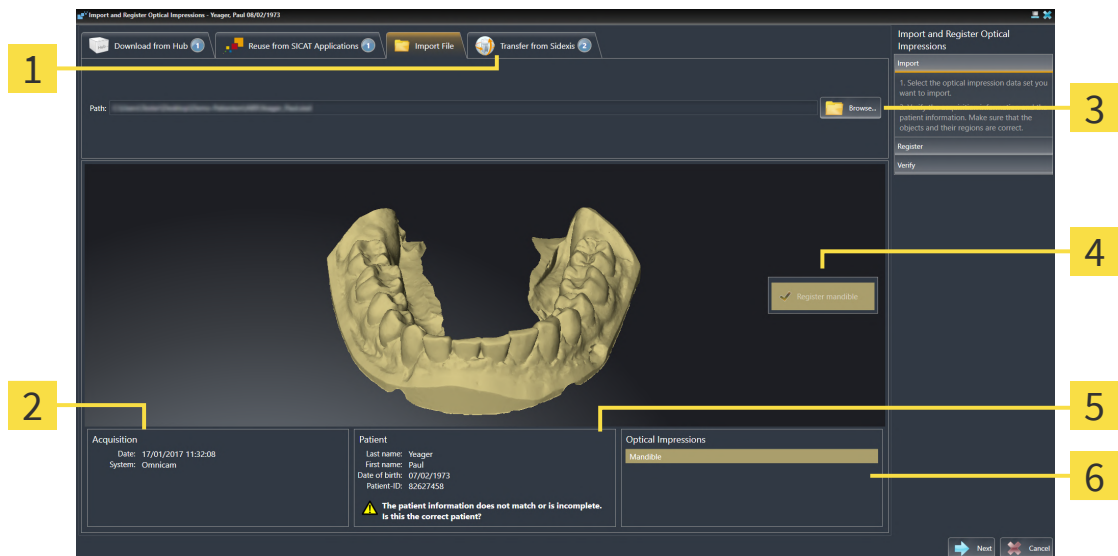 Import and Register Optical Impressions - Yeager, Paul 08/02/1973
Download from Hub 1
Reuse from SICAT Applications 1
Import File
Transfer from Sidexis 2
Import and Register Optical
Impressions
Import
1. Select the optical impression data set you
want to import.
patient information. Make sure that the
objects and their regions are correct.
Register
Verify
Path:
Browse...
Register mandible
1
2
3
4
5
6
Acquisition
Date: 17/01/2017 11:32:08
System: Omnicam
Patient
Last name: Yeager
First name: Paul
Date of birth: 07/02/1973
Patient-ID: 82627458
The patient information does not match or is incomplete.
Is this the correct patient?
Optical Impressions
Mandible
Next
Cancel